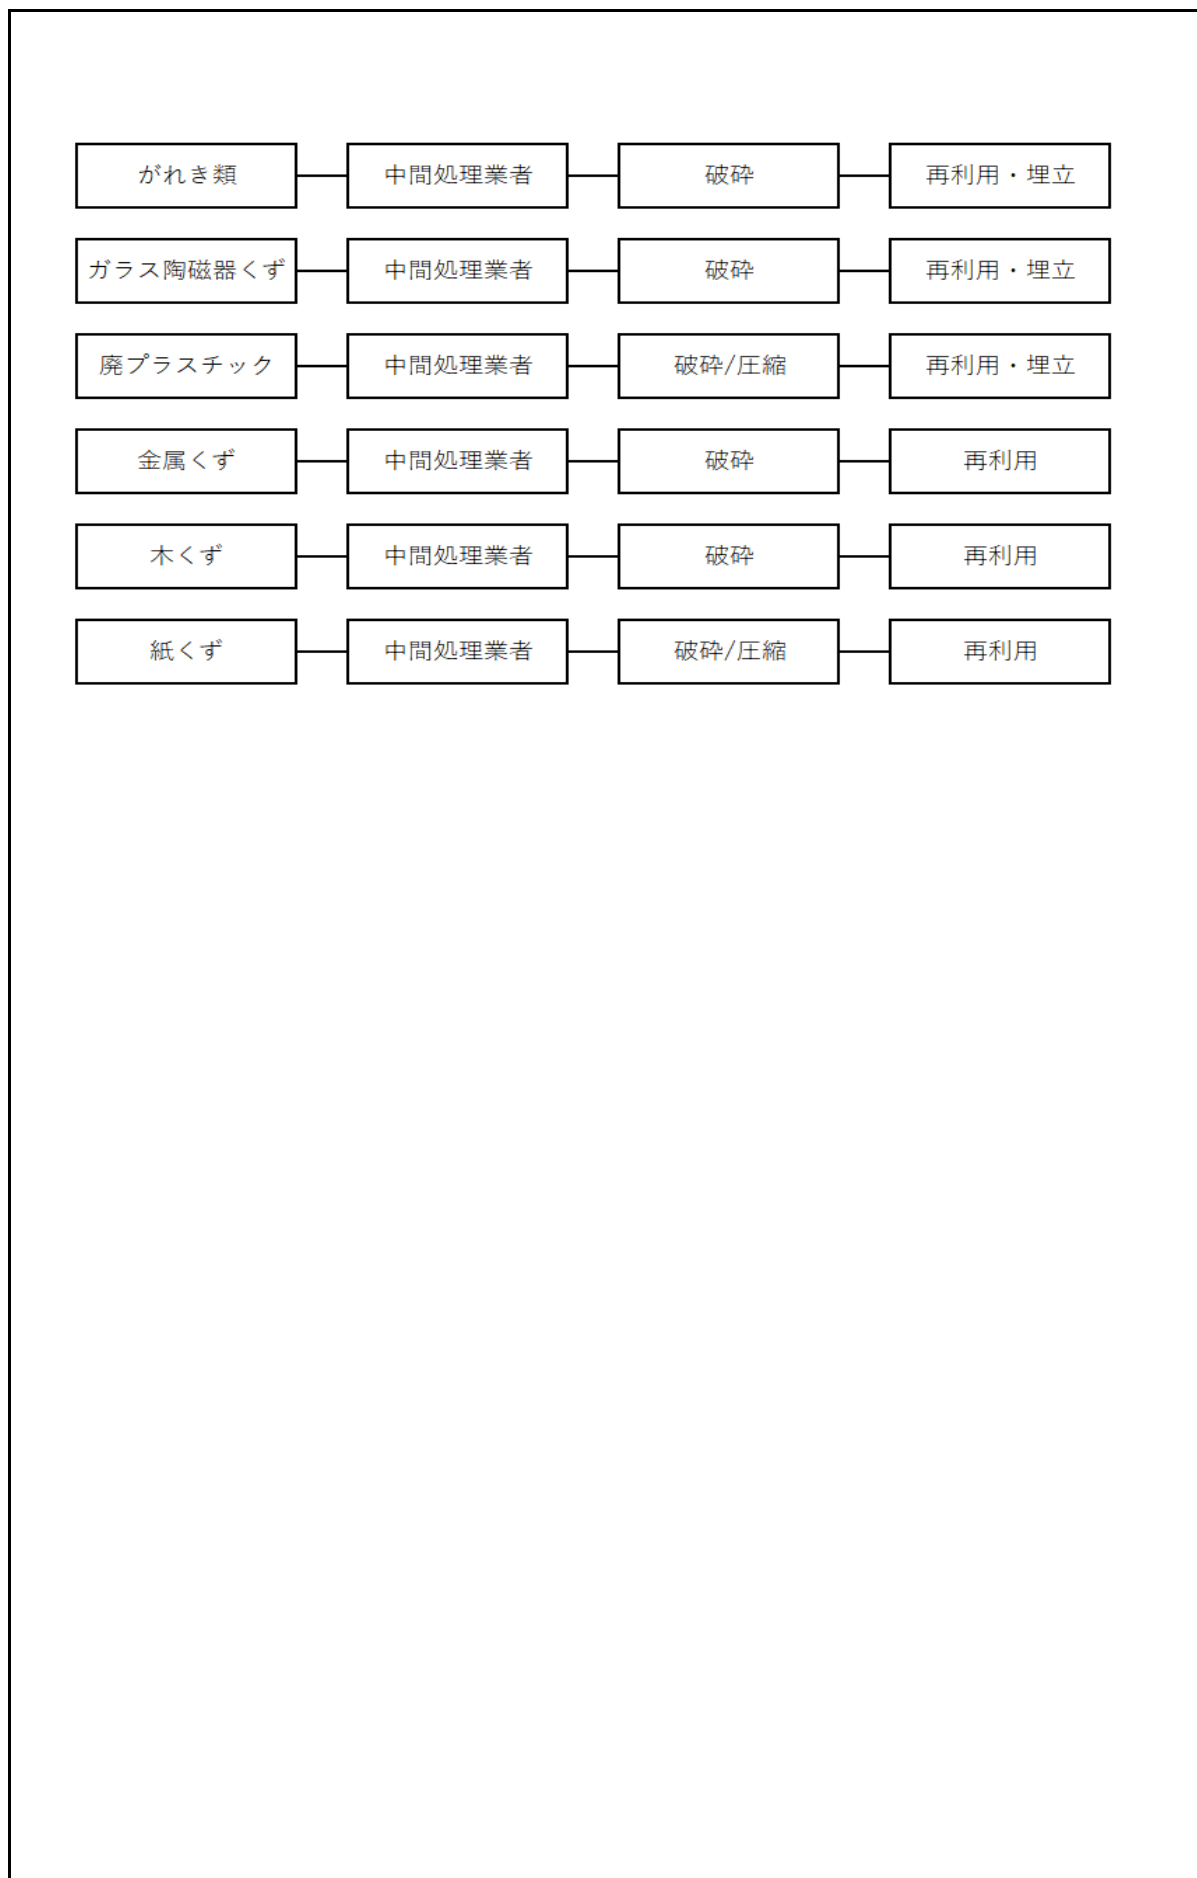 がれき類 中間処理業者 破砕 再利用・埋立
ガラス陶磁器くず 中間処理業者 破砕 再利用・埋立
廃プラスチック 中間処理業者 破砕/圧縮 再利用・埋立
金属くず 中間処理業者 破砕 再利用
木くず 中間処理業者 破砕 再利用
紙くず 中間処理業者 破砕/圧縮 再利用